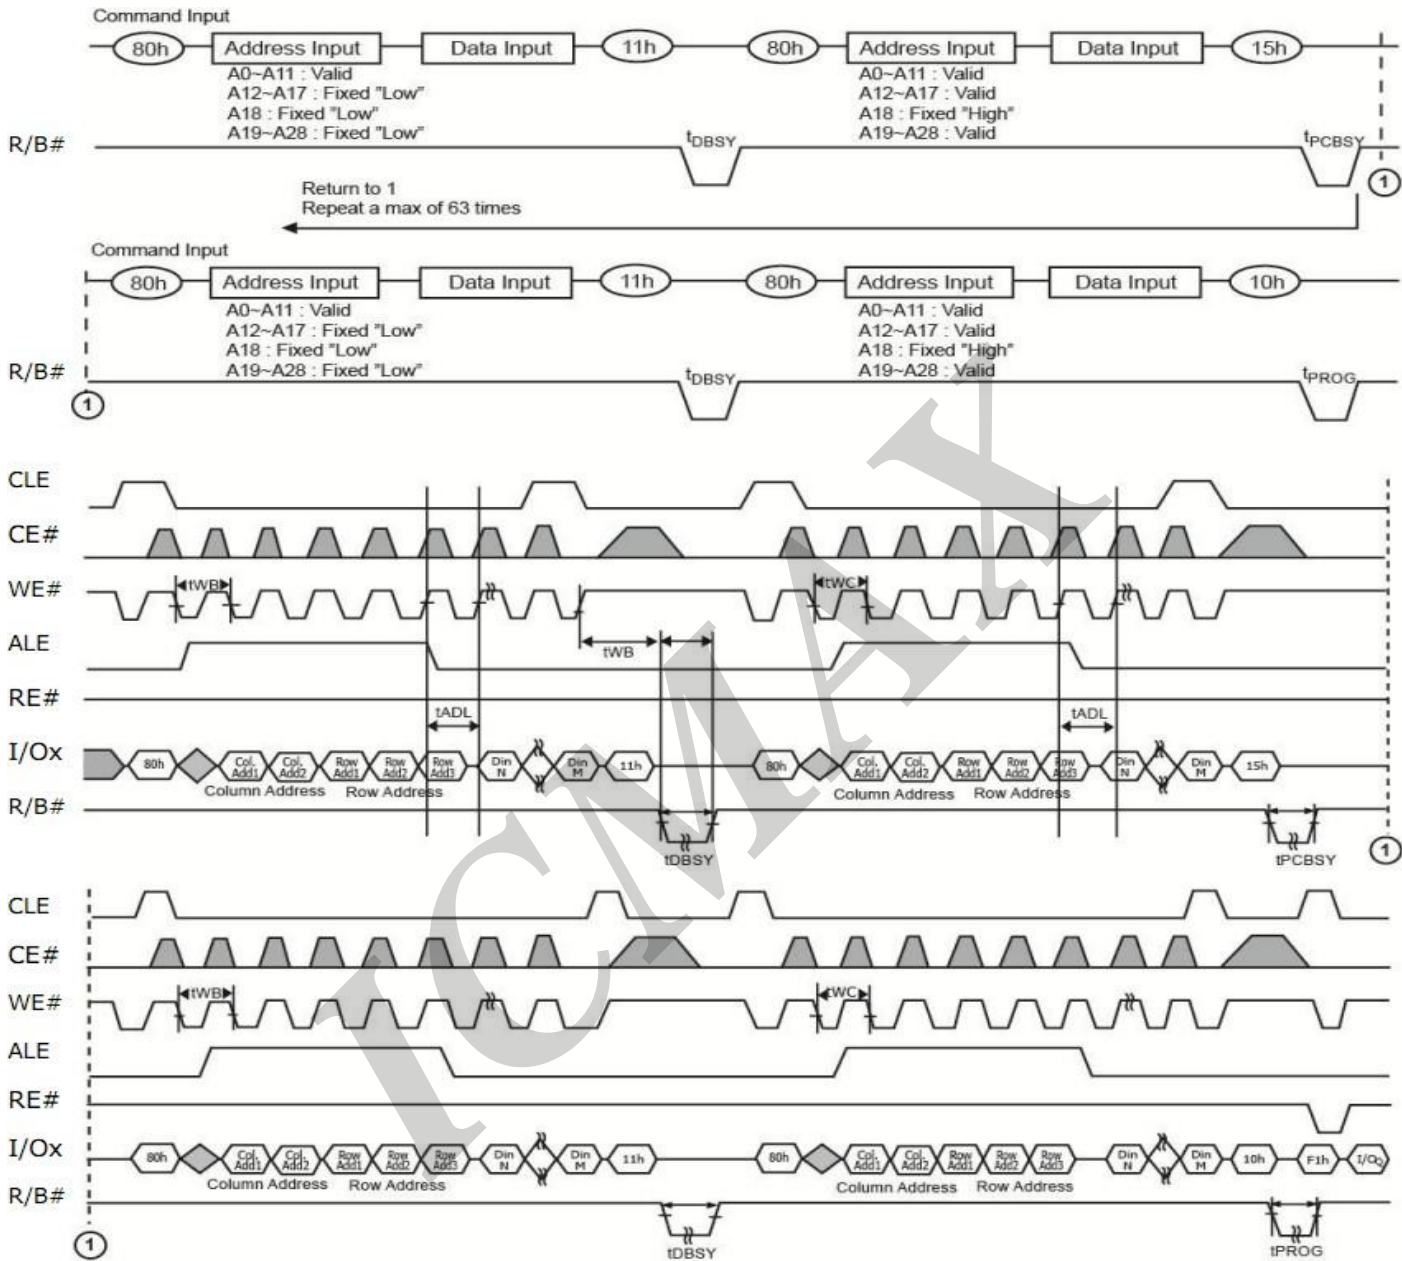 Command Input
80h Address Input Data Input 11h 80h Address Input Data Input 15h
A0~A11 : Valid A0~A11 : Valid
A12~A17 : Fixed "Low" A12~A17 : Valid
A18 : Fixed "Low" A18 : Fixed "High"
A19~A28 : Fixed "Low" A19~A28 : Valid
R/B# tDBSY tPCBSY
1
Return to 1
Repeat a max of 63 times
Command Input
80h Address Input Data Input 11h 80h Address Input Data Input 10h
A0~A11 : Valid A0~A11 : Valid
A12~A17 : Fixed "Low" A12~A17 : Valid
A18 : Fixed "Low" A18 : Fixed "High"
A19~A28 : Fixed "Low" A19~A28 : Valid
R/B# tDBSY tPROG
1
CLE
CE#
WE# tWB tWC
ALE
tWB
RE#
tADL tADL
I/Ox 80h Col. Add1 Col. Add2 Row Add1 Row Add2 Row Add3 Din N Din M 11h 80h Col. Add1 Col. Add2 Row Add1 Row Add2 Row Add3 Din N Din M 15h
Column Address Row Address Column Address Row Address
R/B#
tDBSY tPCBSY
1
CLE
CE#
WE# tWB tWC
ALE
RE#
I/Ox 80h Col. Add1 Col. Add2 Row Add1 Row Add2 Row Add3 Din N Din M 11h 80h Col. Add1 Col. Add2 Row Add1 Row Add2 Row Add3 Din N Din M 10h F1h I/O0
Column Address Row Address Column Address Row Address
R/B#
tDBSY tPROG
1
ICMAX